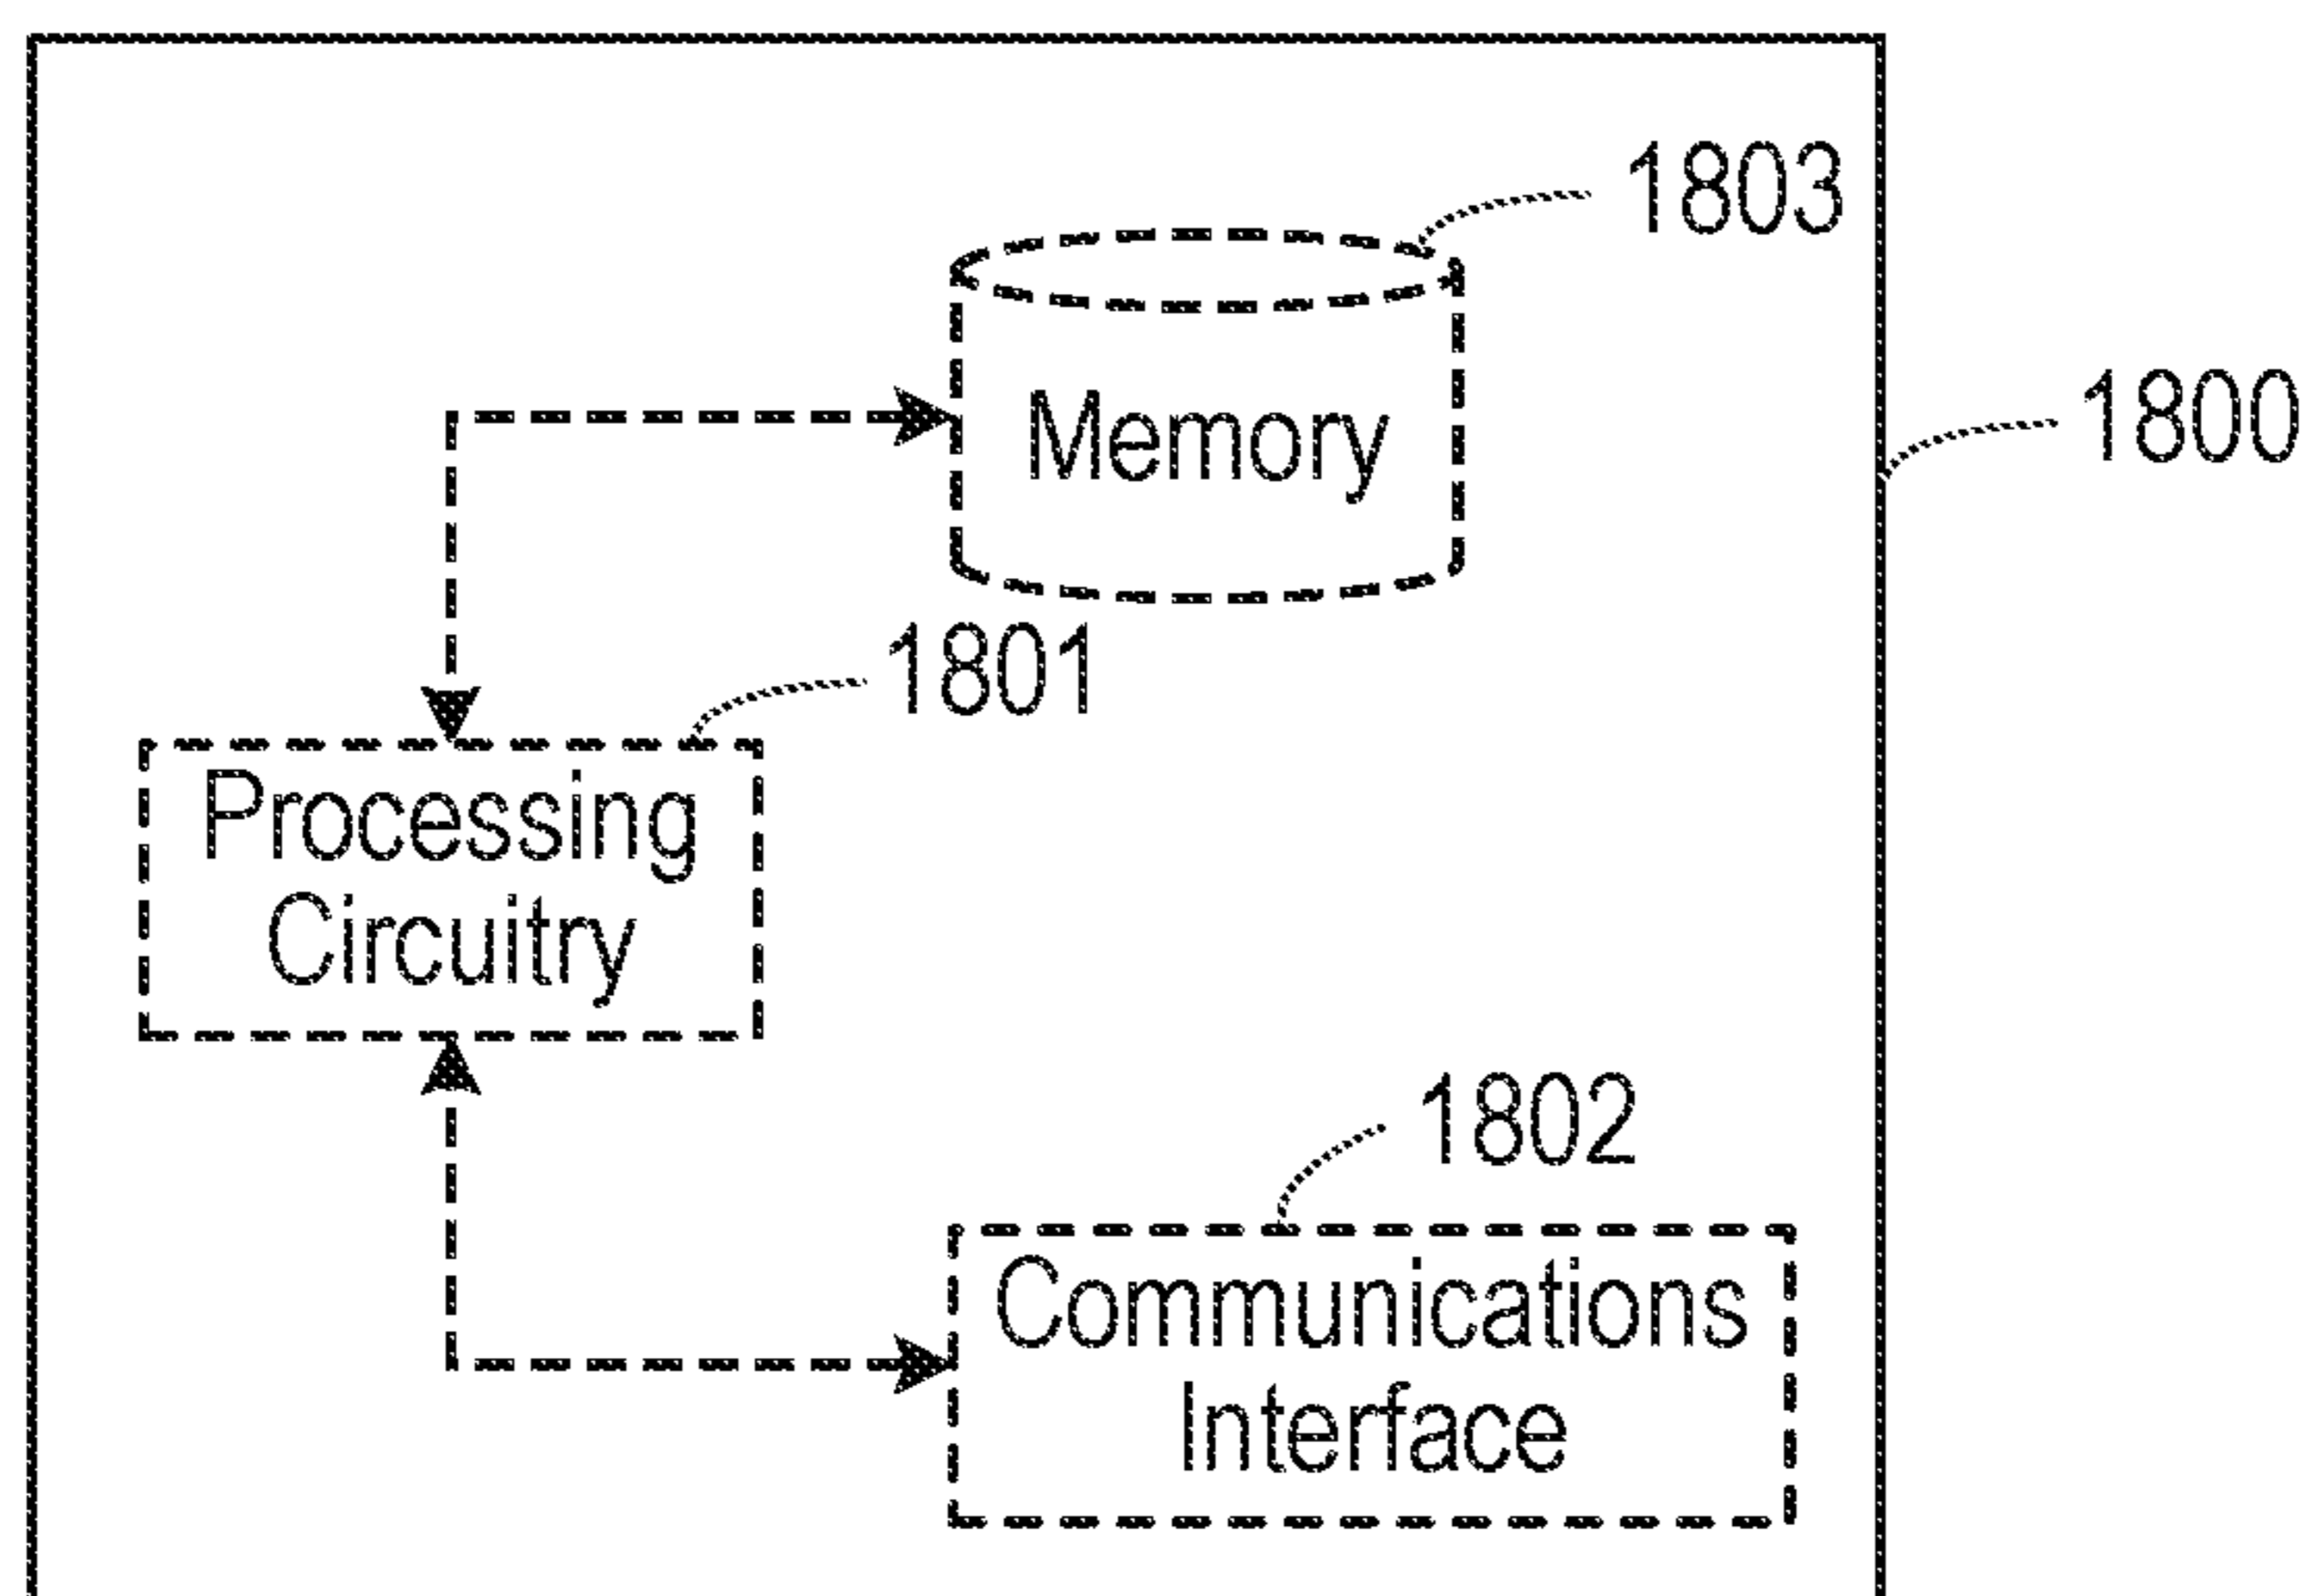 1803
Memory
1800
1801
Processing
Circuitry
1802
Communications
Interface